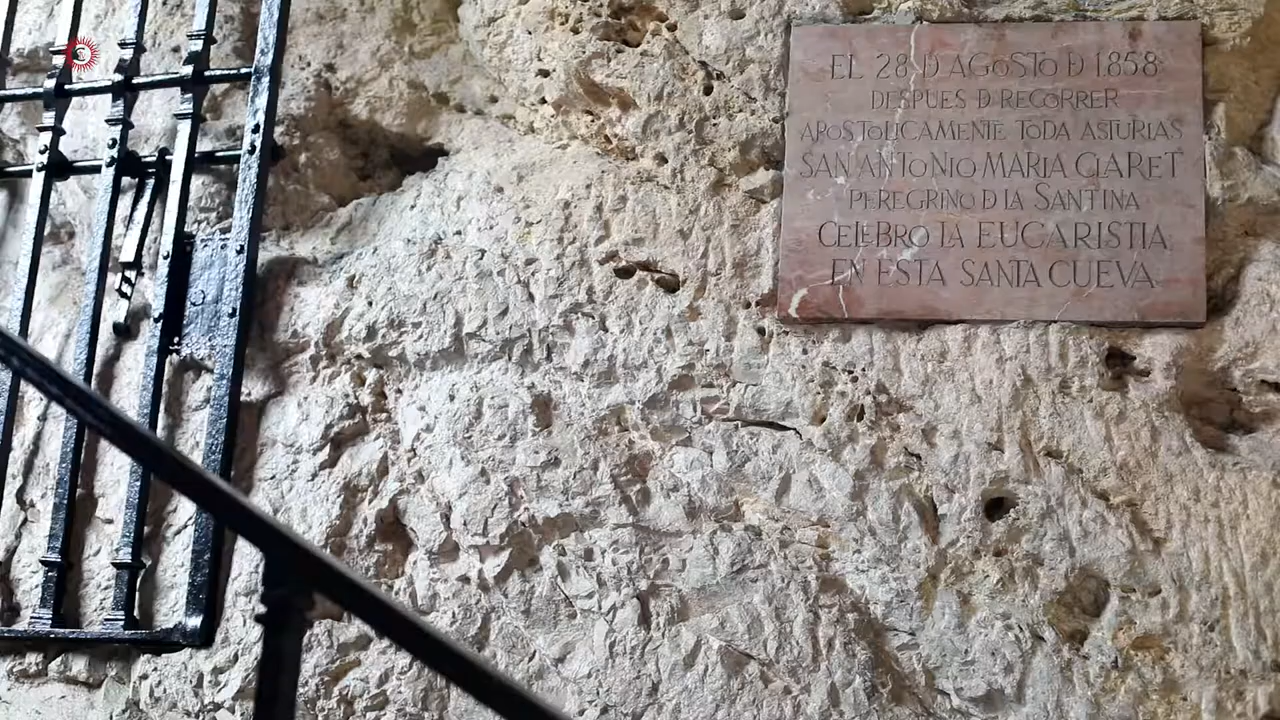 EL 28 D AGOSTO D 1858
DESPUES D RECORRER
APOSTOLICAMENTE TODA ASTURIAS
SAN ANTONIO MARIA CLARET
PEREGRINO D LA SANTINA
CELEBRO LA EUCARISTIA
EN ESTA SANTA CUEVA